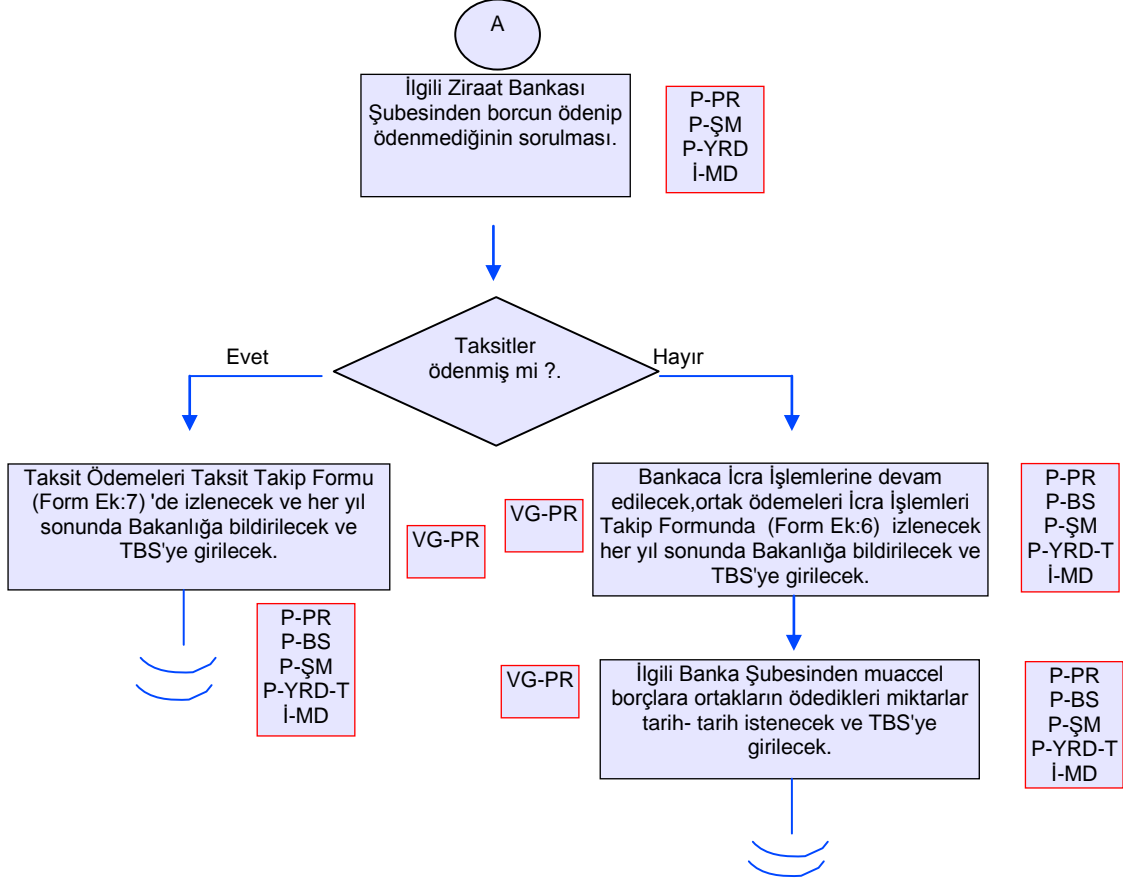 A
İlgili Ziraat Bankası
Şubesinden borcun ödenip
ödenmediğinin sorulması.
P-PR
P-ŞM
P-YRD
İ-MD
Taksitler
ödenmiş mi ?.
Evet
Hayır
Taksit Ödemeleri Taksit Takip Formu
(Form Ek:7) 'de izlenecek ve her yıl
sonunda Bakanlığa bildirilecek ve
TBS'ye girilecek.
VG-PR
P-PR
P-BS
P-ŞM
P-YRD-T
İ-MD
VG-PR
Bankaca İcra İşlemlerine devam
edilecek,ortak ödemeleri İcra İşlemleri
Takip Formunda (Form Ek:6) izlenecek
her yıl sonunda Bakanlığa bildirilecek ve
TBS'ye girilecek.
P-PR
P-BS
P-ŞM
P-YRD-T
İ-MD
VG-PR
İlgili Banka Şubesinden muaccel
borçlara ortakların ödedikleri miktarlar
tarih- tarih istenecek ve TBS'ye
girilecek.
P-PR
P-BS
P-ŞM
P-YRD-T
İ-MD